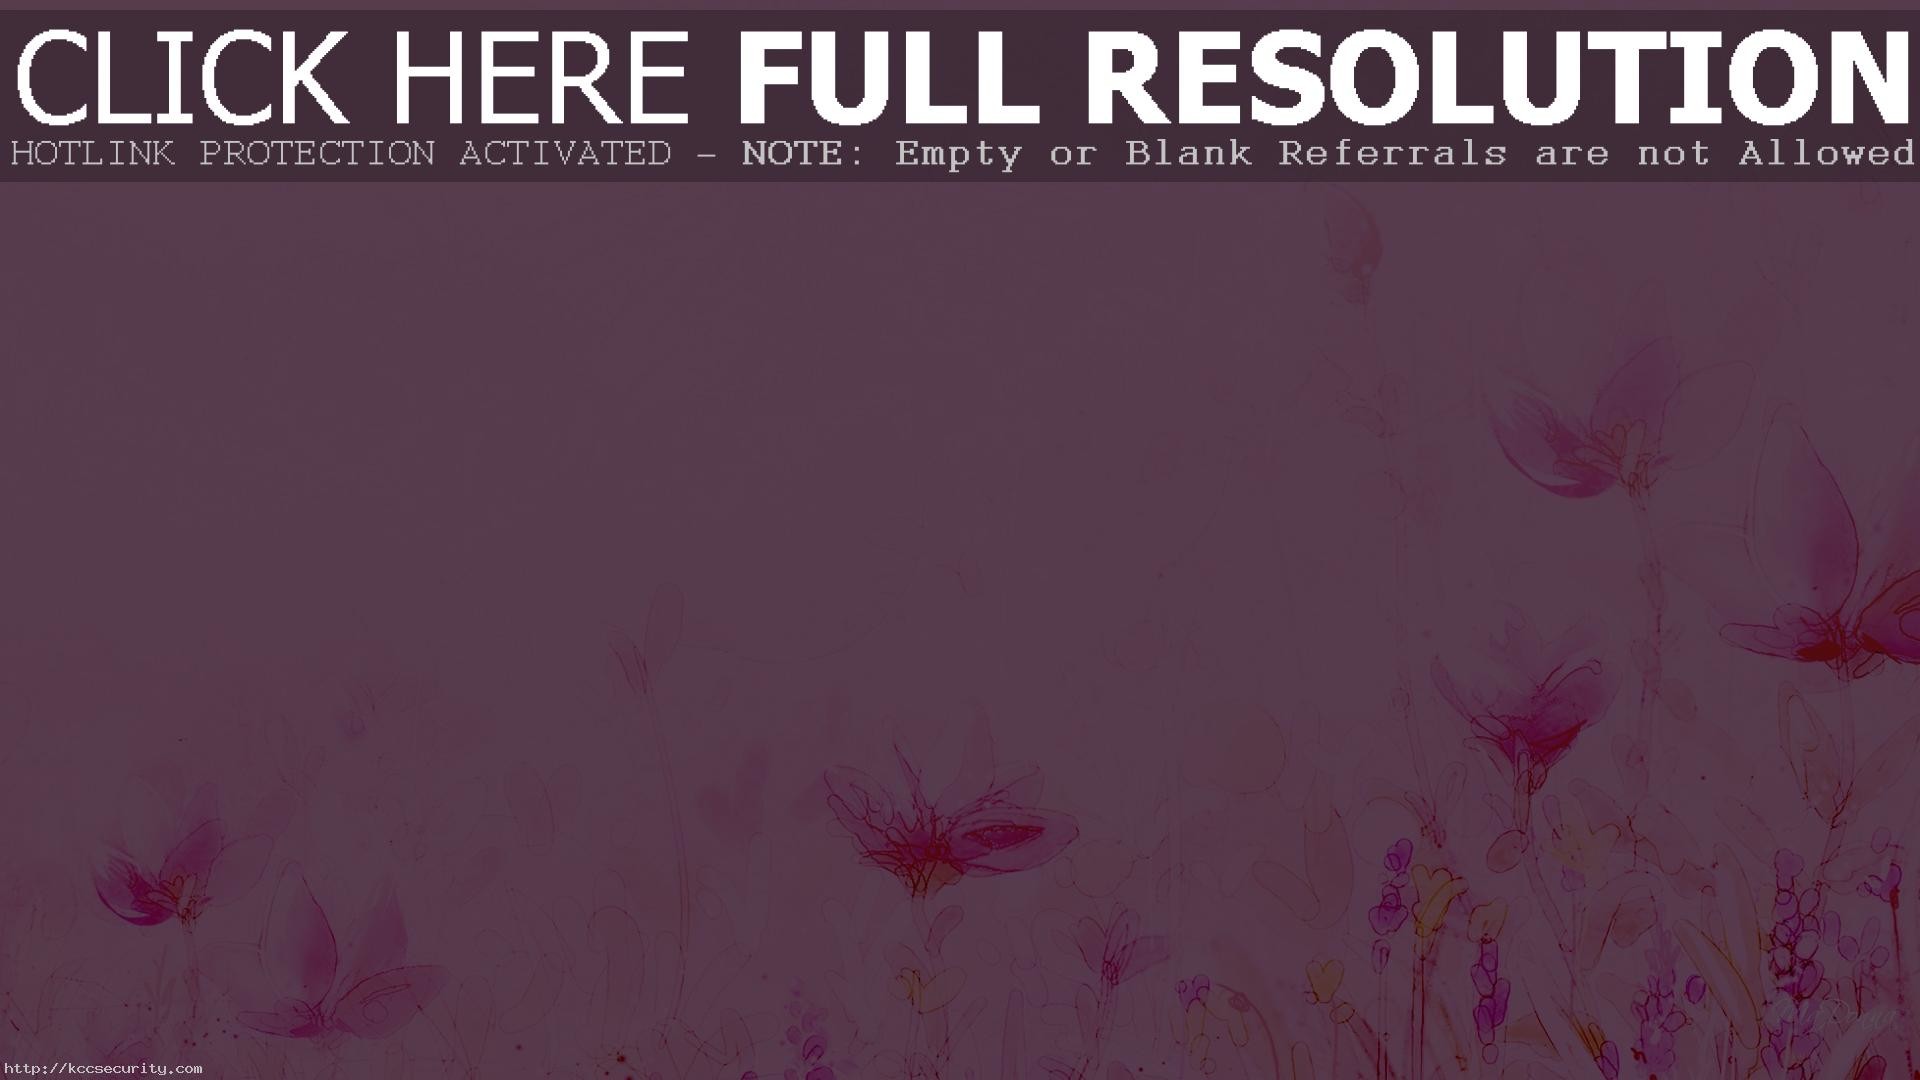 CLICK HERE FULL RESOLUTION
HOTLINK PROTECTION ACTIVATED – NOTE: Empty or Blank Referrals are not Allowed
http://kccsecurity.com